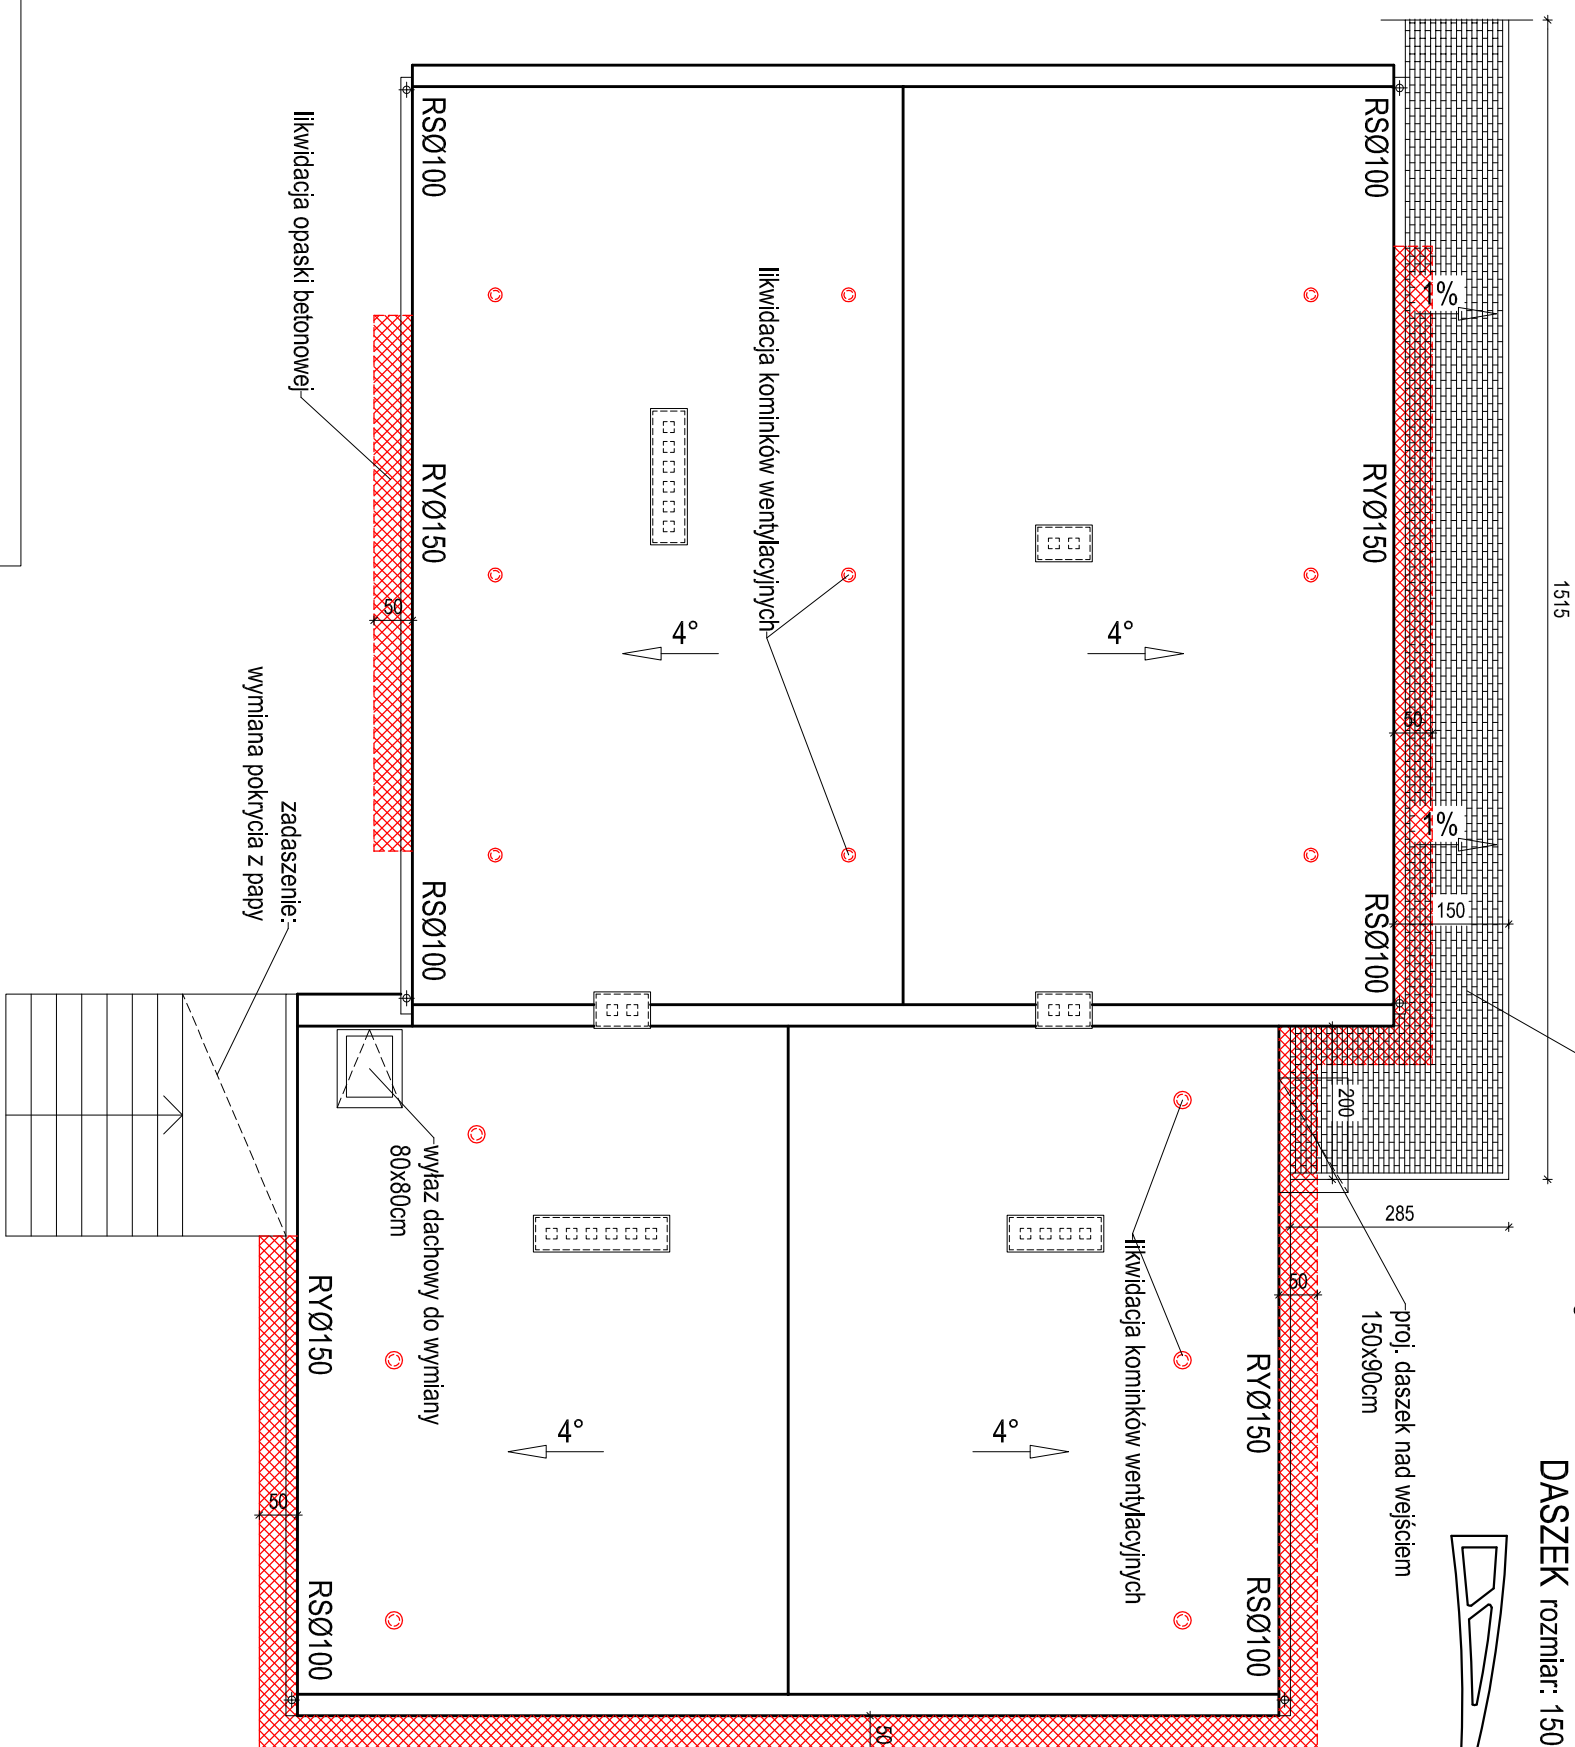 RSØ100
RSØ100
likwidacja opaski betonowej
likwidacja kominków wentylacyjnych
1%
RYØ150
RYØ150
1515
50
4°
4°
50
wymiana pokrycia z papy
zadaszenie:
1%
150
RSØ100
RSØ100
200
285
wyłaz dachowy do wymiany
80x80cm
likwidacja kominków wentylacyjnych
50
proj. daszek nad wejściem
150x90cm
RYØ150
RYØ150
4°
4°
50
RSØ100
RSØ100
DASZEK rozmiar: 150
50